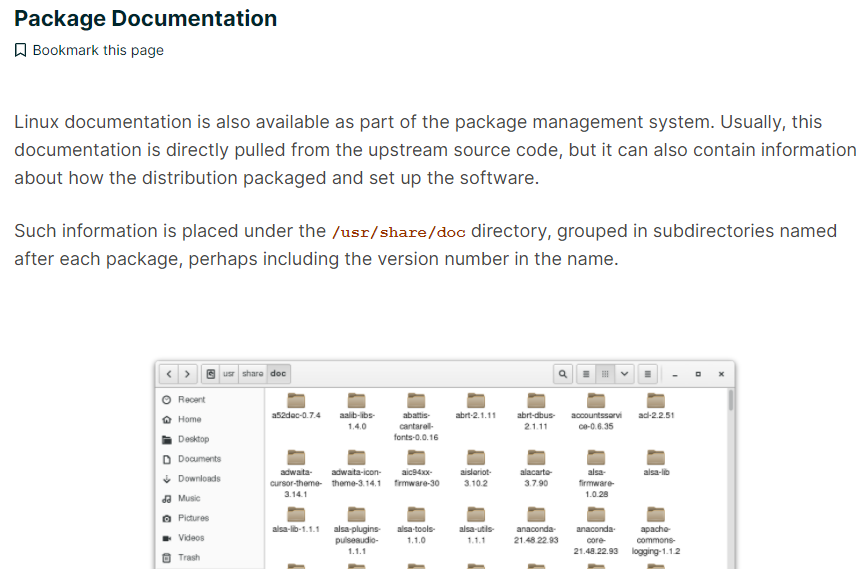 Package Documentation
Bookmark this page
Linux documentation is also available as part of the package management system. Usually, this
documentation is directly pulled from the upstream source code, but it can also contain information
about how the distribution packaged and set up the software.
Such information is placed under the /usr/share/doc directory, grouped in subdirectories named
after each package, perhaps including the version number in the name.
usr share doc
Recent
Home
Desktop
Documents
Downloads
Music
Pictures
Videos
Trash
a52dec-0.7.4
aalib-libs-
1.4.0
abattis-
cantarell-
fonts-0.0.16
abrt-2.1.11
abrt-dbus-
2.1.11
accountsservi
ce-0.6.35
acl-2.2.51
adwaita-
cursor-theme-
3.14.1
adwaita-icon-
theme-3.14.1
aic94xx-
firmware-30
aisleriot-
3.10.2
alacarte-
3.7.90
alsa-
firmware-
1.0.28
alsa-lib
alsa-lib-1.1.1
alsa-plugins-
pulseaudio-
1.1.1
alsa-tools-
1.1.0
alsa-utils-
1.1.1
anaconda-
21.48.22.93
anaconda-
core-
21.48.22.93
apache-
commons-
logging-1.1.2